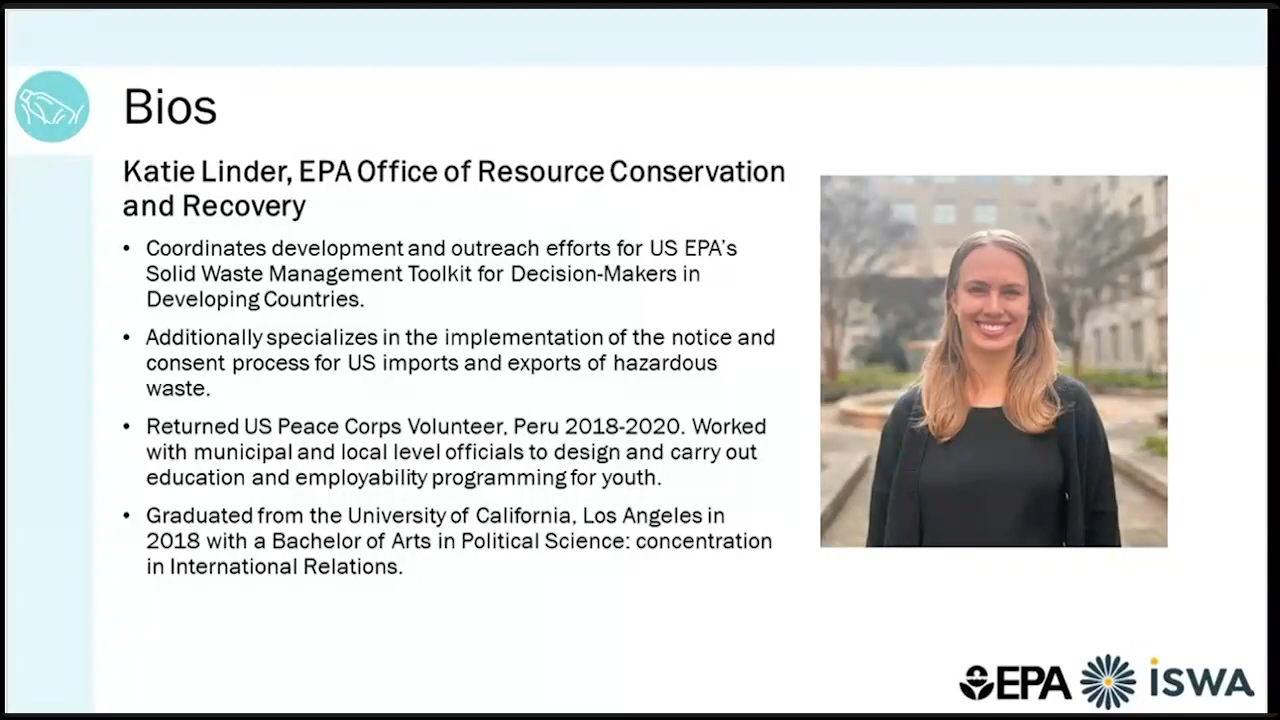 Bios
Katie Linder, EPA Office of Resource Conservation
and Recovery
• Coordinates development and outreach efforts for US EPA's
Solid Waste Management Toolkit for Decision-Makers in
Developing Countries.
• Additionally specializes in the implementation of the notice and
consent process for US imports and exports of hazardous
waste.
• Returned US Peace Corps Volunteer, Peru 2018-2020. Worked
with municipal and local level officials to design and carry out
education and employability programming for youth.
• Graduated from the University of California, Los Angeles in
2018 with a Bachelor of Arts in Political Science: concentration
in International Relations.
EPA iSWA